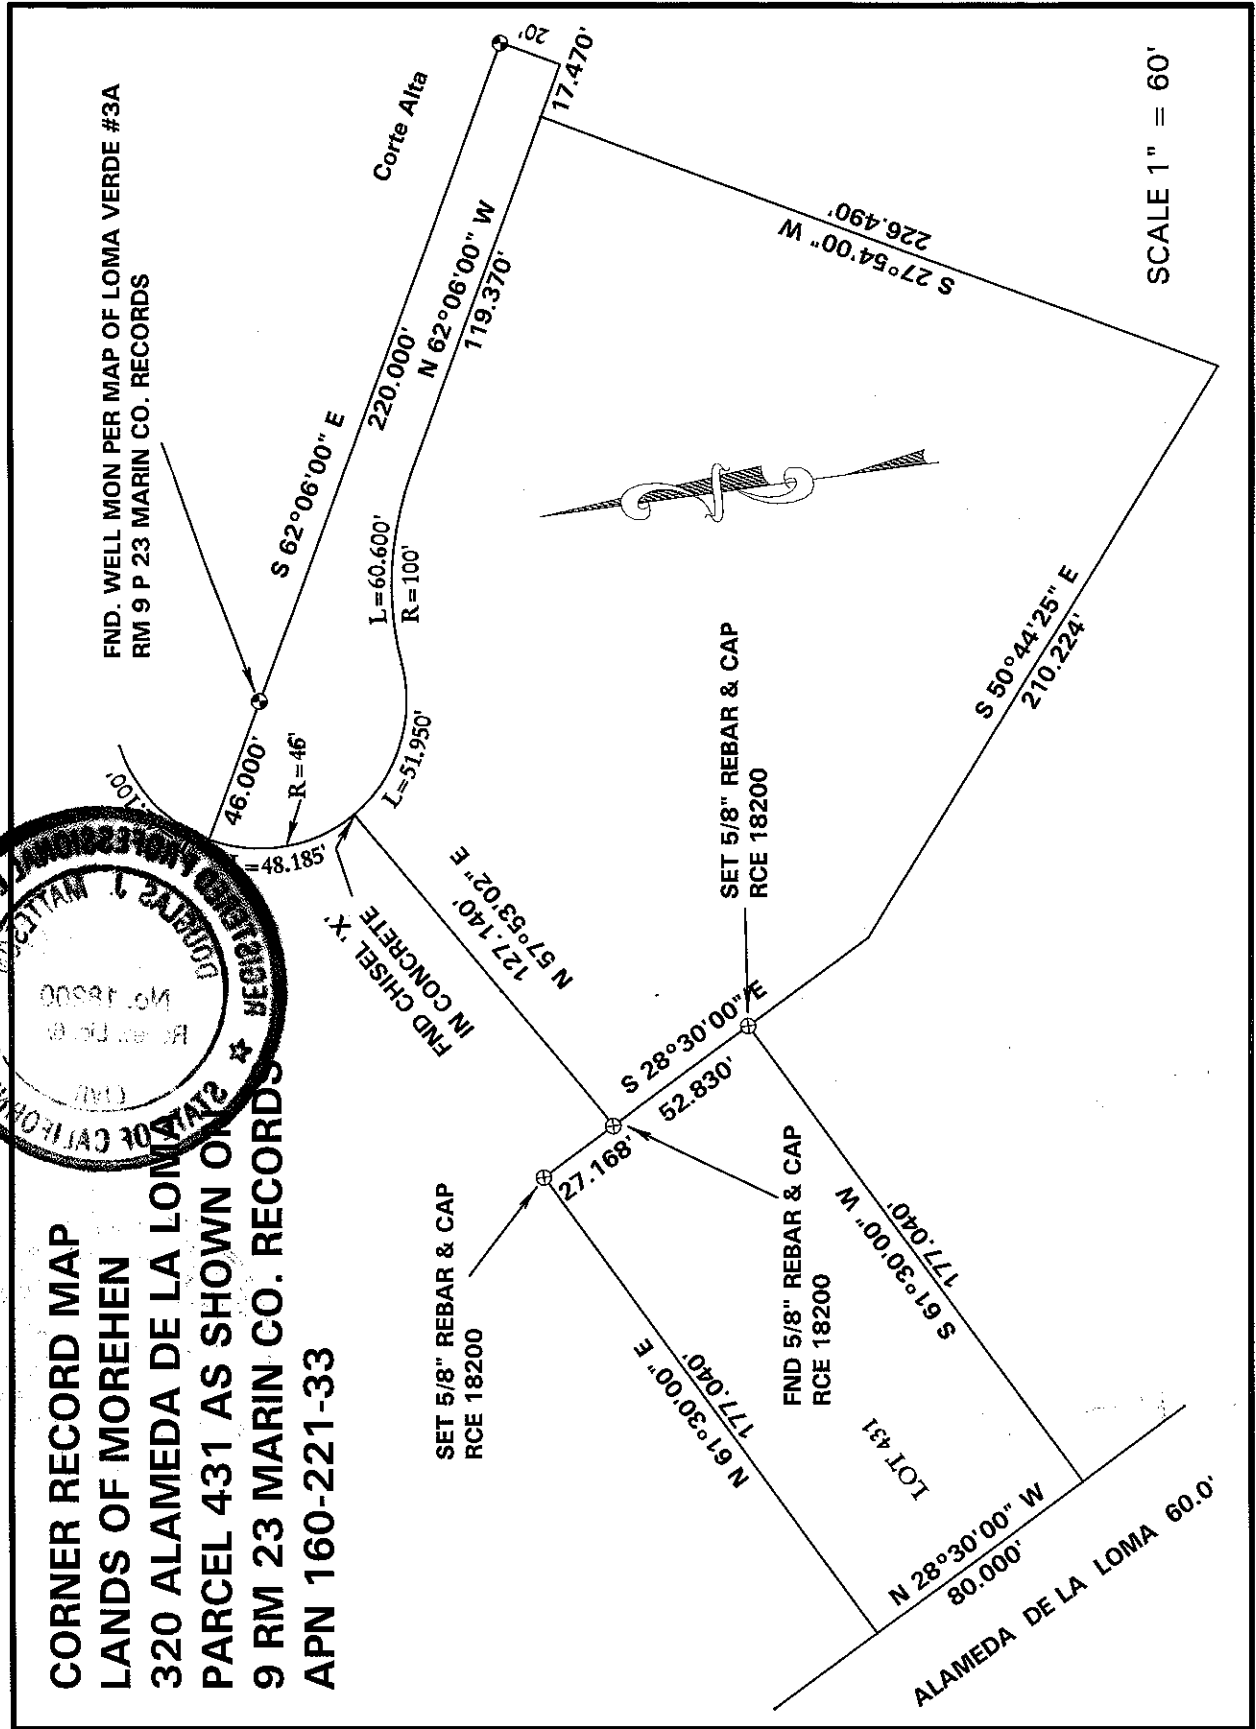 CORNER RECORD MAP
LANDS OF MOREHEN
320 ALAMEDA DE LA LOMA
PARCEL 431 AS SHOWN ON
9 RM 23 MARIN CO. RECORDS
APN 160-221-33
REGISTERED PROFESSIONAL
DOUGLAS J.
No. 18200
CIVIL
STATE OF CALIFORNIA
FND. WELL MON PER MAP OF LOMA VERDE #3A
RM 9 P 23 MARIN CO. RECORDS
Corte Alta
20'
17.470'
S 62°06'00" E
220.000'
N 62°06'00" W
119.370'
46.000'
R=46'
L=48.185'
L=51.950'
L=60.600'
R=100'
FND CHISEL 'X'
IN CONCRETE
N 57°53'02" E
127.140'
S 27°54'00" W
226.490'
SET 5/8" REBAR & CAP
RCE 18200
27.168'
S 28°30'00" E
52.830'
SET 5/8" REBAR & CAP
RCE 18200
S 50°44'25" E
210.224'
FND 5/8" REBAR & CAP
RCE 18200
N 61°30'00" E
177.040'
S 61°30'00" W
177.040'
LOT 431
N 28°30'00" W
80.000'
ALAMEDA DE LA LOMA 60.0'
SCALE 1" = 60'